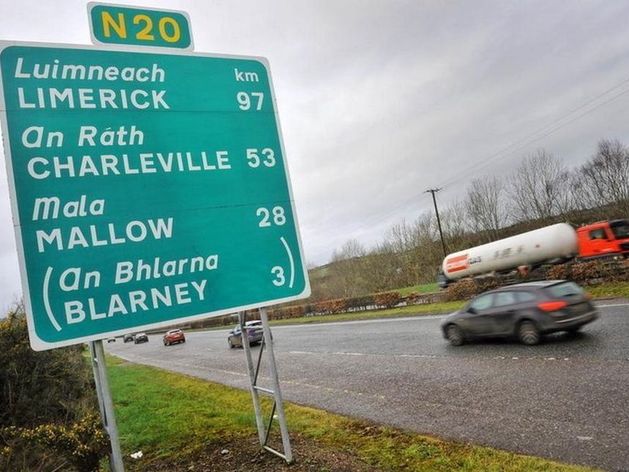 N20
Luimneach km
LIMERICK 97
An Ráth
CHARLEVILLE 53
Mala
MALLOW 28
(An Bhlarna
BLARNEY 3)